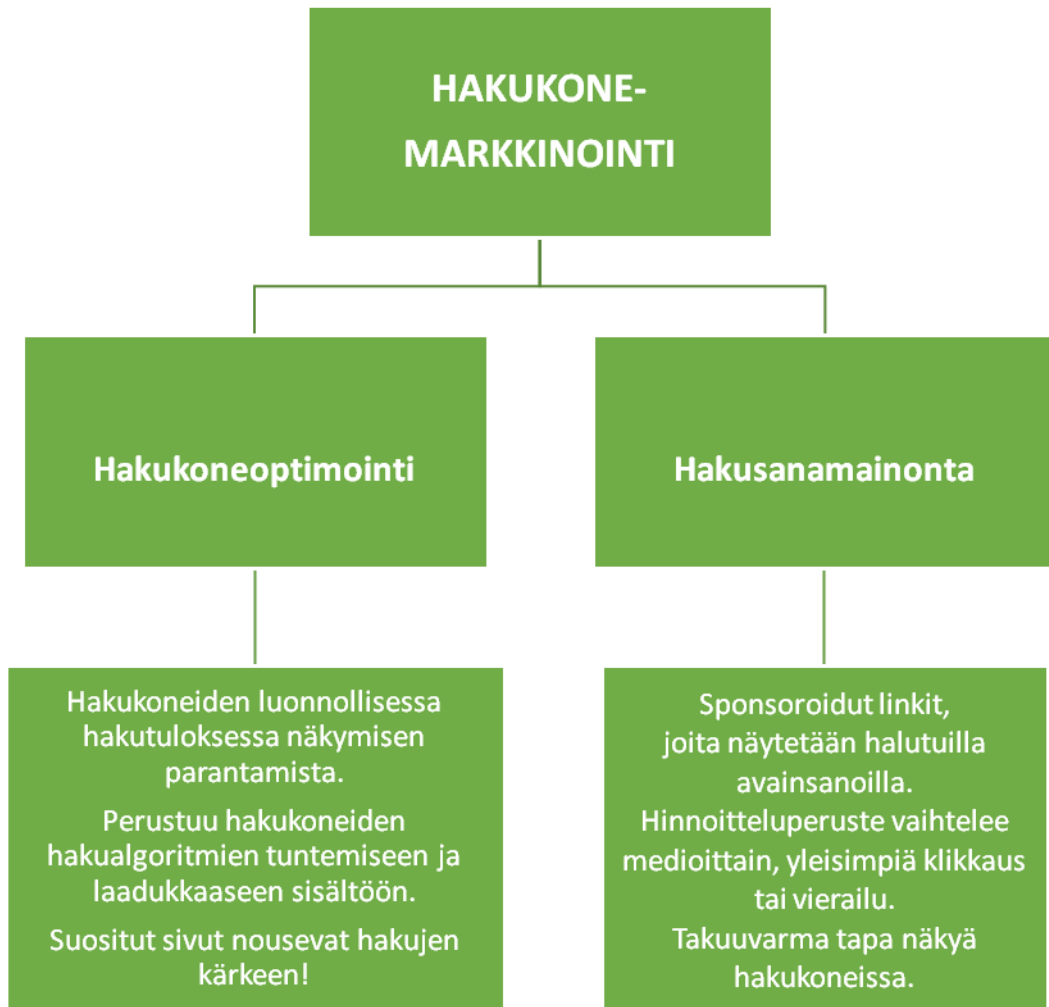 HAKUKONE-
MARKKINOINTI
Hakukoneoptimointi
Hakusanamainonta
Hakukoneiden luonnollisessa
hakutuloksessa näkymisen
parantamista.
Perustuu hakukoneiden
hakualgoritmien tuntemiseen ja
laadukkaaseen sisältöön.
Suositut sivut nousevat hakujen
kärkeen!
Sponsoroidut linkit,
joita näytetään halutuilla
avainsanoilla.
Hinnoitteluperuste vaihtelee
medioittain, yleisimpiä klikkaus
tai vierailu.
Takuuvarma tapa näkyä
hakukoneissa.